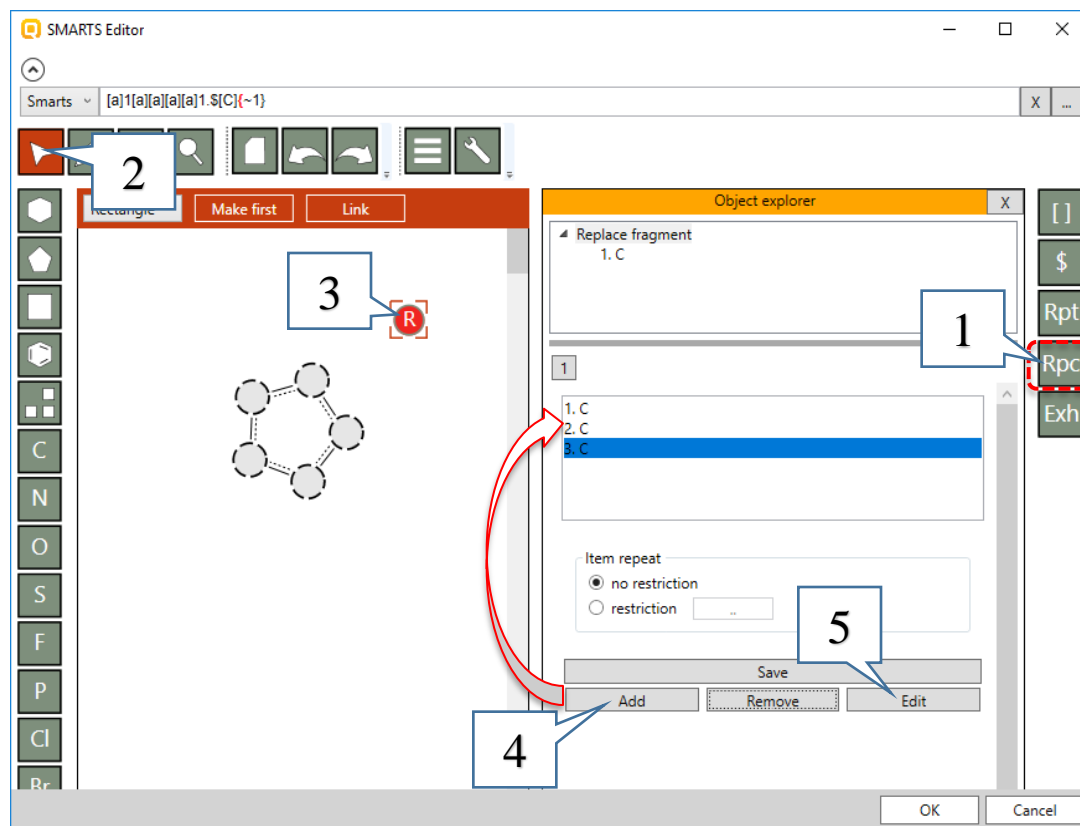 SMARTS Editor
Smarts
[a]1[a][a][a][a]1.$[C]{~1}
X
...
2
Rectangle
Make first
Link
Object explorer
X
[ ]
$
Rpt
Rpc
Exh
Replace fragment
1. C
3
R
1
1
1. C
2. C
3. C
C
N
O
S
F
P
Cl
Br
Item repeat
no restriction
restriction
..
5
Save
Add
Remove
Edit
4
OK
Cancel